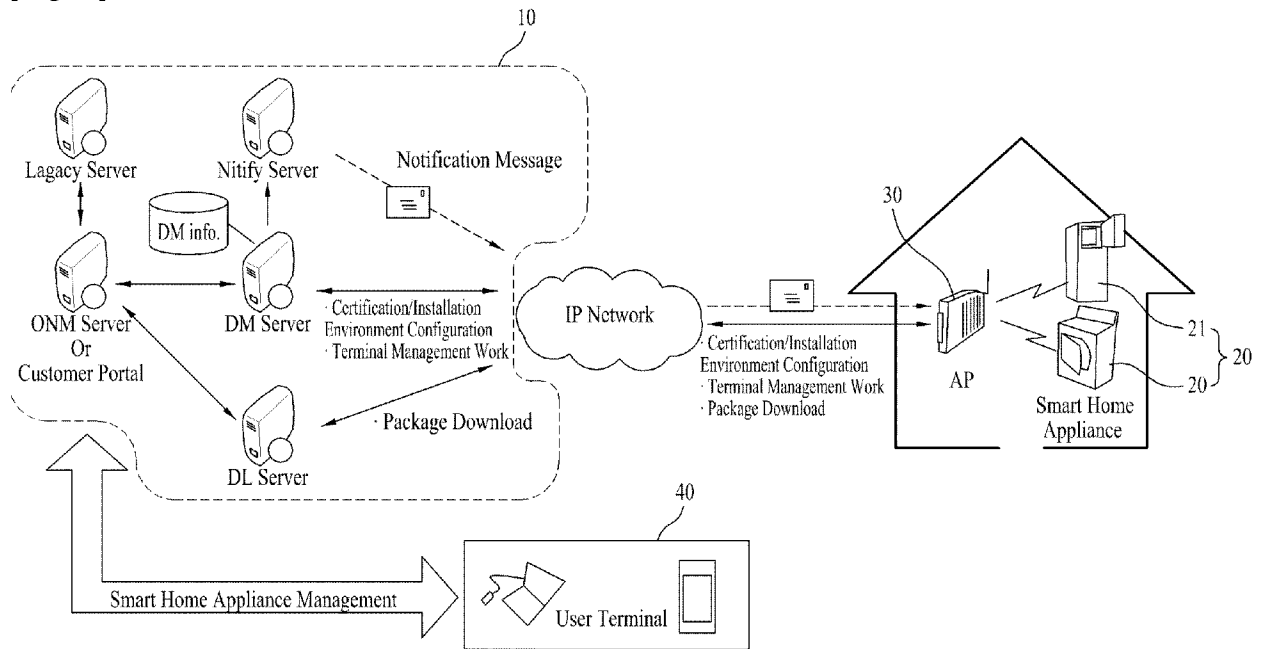 10
Lagacy Server
Nitify Server
Notification Message
DM info.
ONM Server
Or
Customer Portal
DM Server
· Certification/Installation
Environment Configuration
· Terminal Management Work
· Package Download
DL Server
IP Network
· Certification/Installation
Environment Configuration
· Terminal Management Work
· Package Download
30
AP
21
20
20
Smart Home
Appliance
40
Smart Home Appliance Management
User Terminal